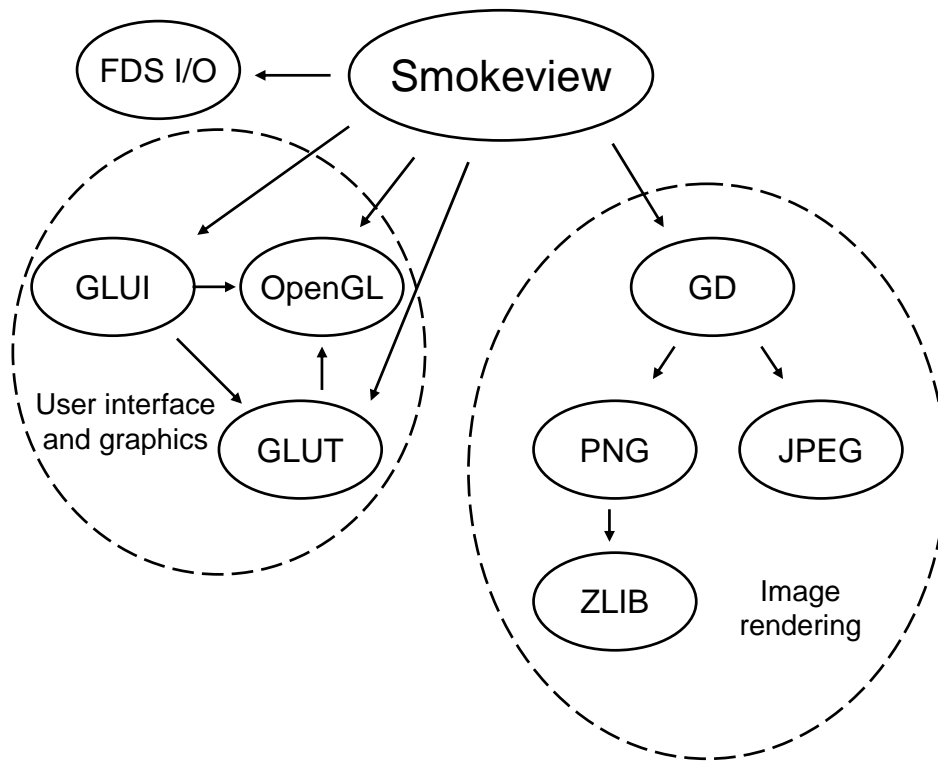 Smokeview
FDS I/O
GLUI
OpenGL
User interface
and graphics
GLUT
GD
PNG
JPEG
ZLIB
Image
rendering